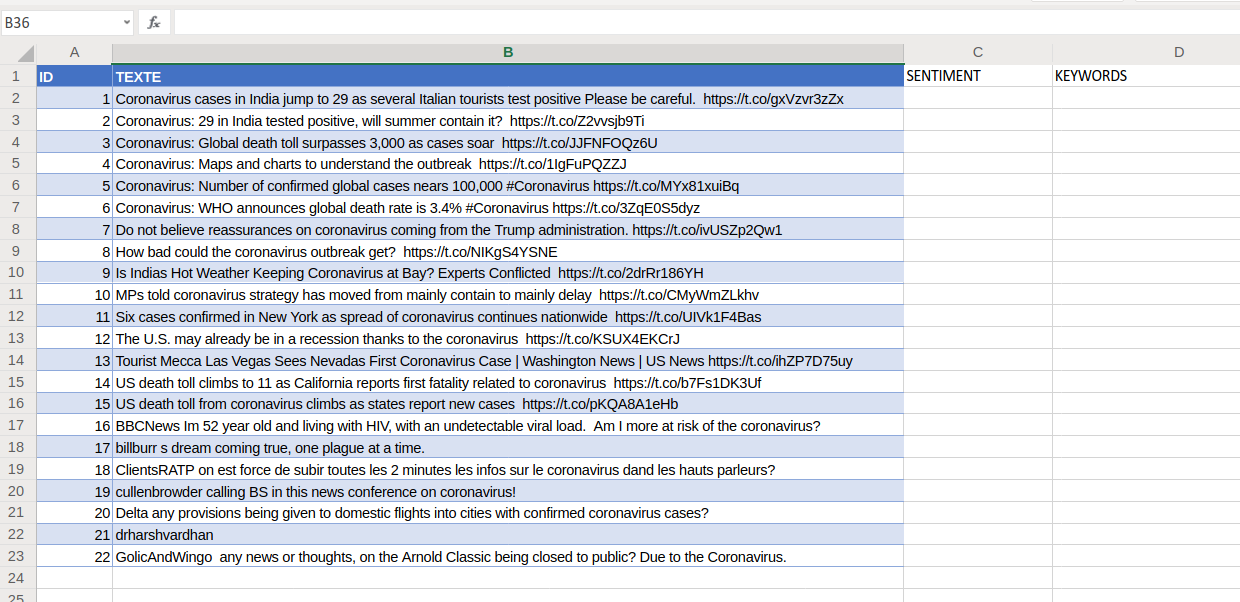 B36 fx
A B C D
1 ID TEXTE SENTIMENT KEYWORDS
2 1 Coronavirus cases in India jump to 29 as several Italian tourists test positive Please be careful. https://t.co/gxVzvr3zZx
3 2 Coronavirus: 29 in India tested positive, will summer contain it? https://t.co/Z2vvsjb9Ti
4 3 Coronavirus: Global death toll surpasses 3,000 as cases soar https://t.co/JJFNFOQz6U
5 4 Coronavirus: Maps and charts to understand the outbreak https://t.co/1IgFuPQZZJ
6 5 Coronavirus: Number of confirmed global cases nears 100,000 #Coronavirus https://t.co/MYx81xuiBq
7 6 Coronavirus: WHO announces global death rate is 3.4% #Coronavirus https://t.co/3ZqE0S5dyz
8 7 Do not believe reassurances on coronavirus coming from the Trump administration. https://t.co/ivUSZp2Qw1
9 8 How bad could the coronavirus outbreak get? https://t.co/NIKgS4YSNE
10 9 Is Indias Hot Weather Keeping Coronavirus at Bay? Experts Conflicted https://t.co/2drRr186YH
11 10 MPs told coronavirus strategy has moved from mainly contain to mainly delay https://t.co/CMyWmZLkhv
12 11 Six cases confirmed in New York as spread of coronavirus continues nationwide https://t.co/UIVk1F4Bas
13 12 The U.S. may already be in a recession thanks to the coronavirus https://t.co/KSUX4EKCrJ
14 13 Tourist Mecca Las Vegas Sees Nevadas First Coronavirus Case | Washington News | US News https://t.co/ihZP7D75uy
15 14 US death toll climbs to 11 as California reports first fatality related to coronavirus https://t.co/b7Fs1DK3Uf
16 15 US death toll from coronavirus climbs as states report new cases https://t.co/pKQA8A1eHb
17 16 BBCNews Im 52 year old and living with HIV, with an undetectable viral load. Am I more at risk of the coronavirus?
18 17 billburr s dream coming true, one plague at a time.
19 18 ClientsRATP on est force de subir toutes les 2 minutes les infos sur le coronavirus dand les hauts parleurs?
20 19 cullenbrowder calling BS in this news conference on coronavirus!
21 20 Delta any provisions being given to domestic flights into cities with confirmed coronavirus cases?
22 21 drharshvardhan
23 22 GolicAndWingo any news or thoughts, on the Arnold Classic being closed to public? Due to the Coronavirus.
24
25